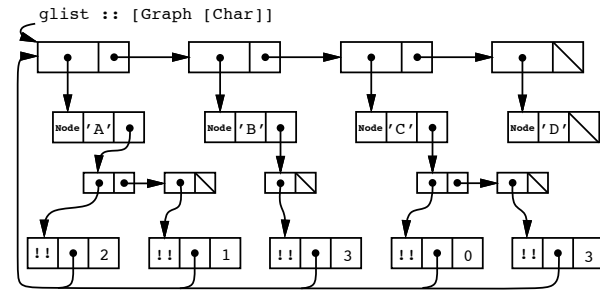 glist :: [Graph [Char]]
Node 'A' Node 'B' Node 'C' Node 'D'
!! 2 !! 1 !! 3 !! 0 !! 3